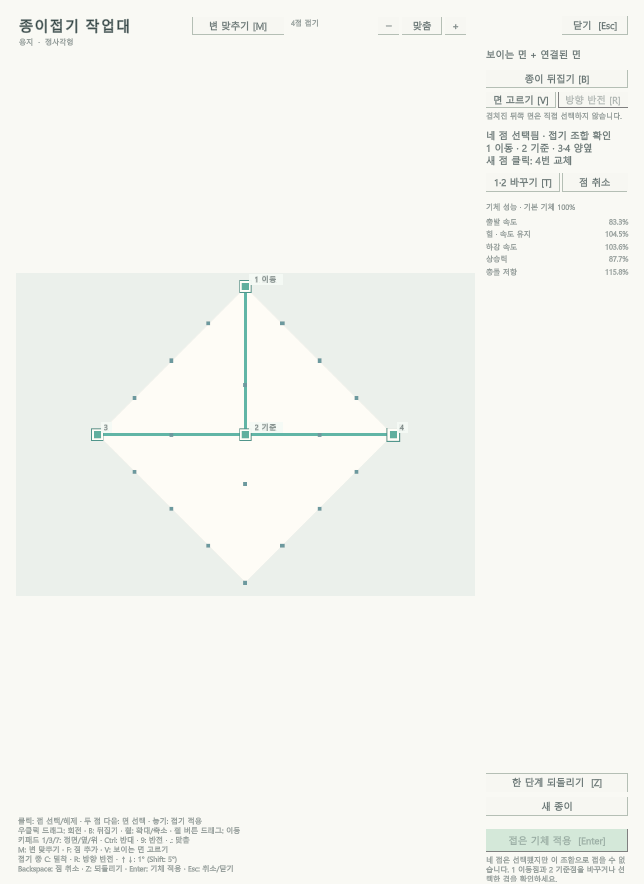 종이접기 작업대
용지 · 정사각형
변 맞추기 [M]
4점 접기
− 맞춤 +
닫기 [Esc]
보이는 면 + 연결된 면
종이 뒤집기 [B]
면 고르기 [V]
방향 반전 [R]
겹쳐진 뒤쪽 면은 직접 선택하지 않습니다.
네 점 선택됨 · 접기 조합 확인
1 이동 · 2 기준 · 3·4 양옆
새 점 클릭: 4번 교체
1·2 바꾸기 [T]
점 취소
기체 성능 · 기본 기체 100%
종말 속도 83.3%
힘 · 속도 유지 104.5%
하강 속도 103.6%
상승력 87.7%
충돌 저항 115.8%
1 이동
3
2 기준
4
한 단계 되돌리기 [Z]
새 종이
접은 기체 적용 [Enter]
네 점은 선택했지만 이 조합으로 접을 수 없
습니다. 1 이동점과 2 기준점을 바꾸거나 선
택한 점을 확인하세요.
클릭: 점 선택/해제 · 두 점 다음: 면 선택 · 놓기: 접기 적용
우클릭 드래그: 회전 · B: 뒤집기 · 휠: 확대/축소 · 휠 버튼 드래그: 이동
키패드 1/3/7: 정면/옆/위 · Ctrl: 반대 · 9: 반전 · .: 맞춤
M: 변 맞추기 · F: 점 추가 · V: 보이는 면 고르기
접기 중 C: 밀착 · R: 방향 반전 · ↑ ↓: 1° (Shift: 5°)
Backspace: 점 취소 · Z: 되돌리기 · Enter: 기체 적용 · Esc: 취소/닫기